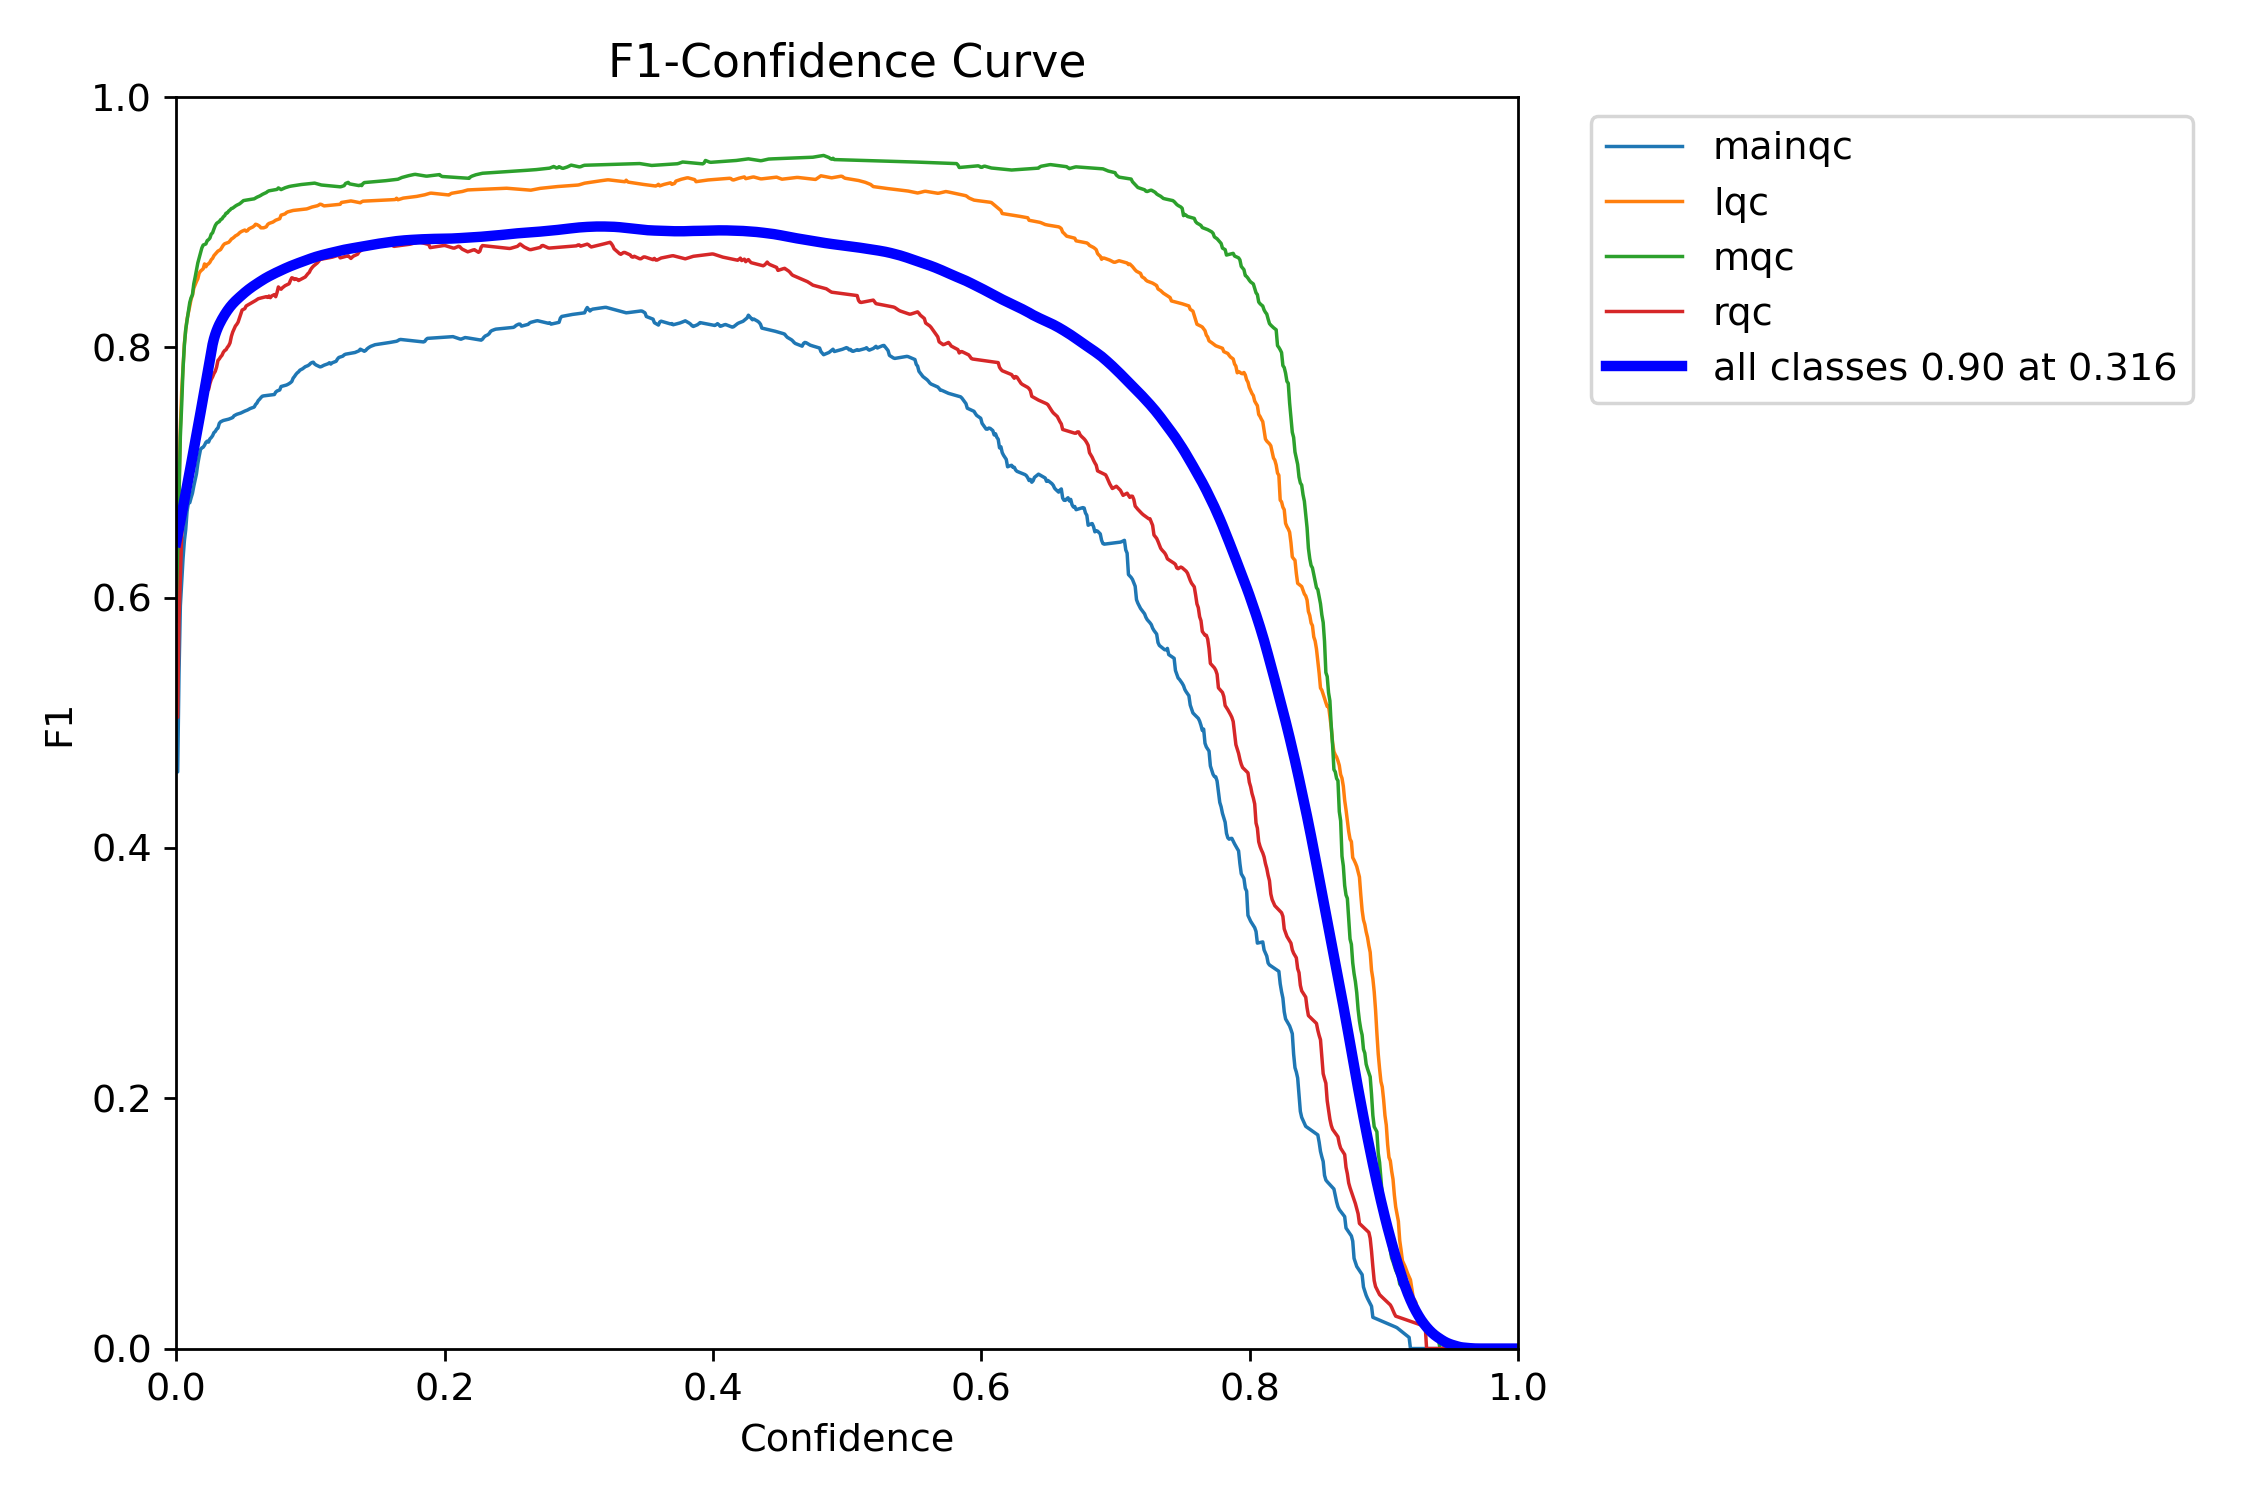 F1-Confidence Curve
1.0
0.8
0.6
0.4
0.2
0.0
F1
0.0 0.2 0.4 0.6 0.8 1.0
Confidence
mainqc
lqc
mqc
rqc
all classes 0.90 at 0.316